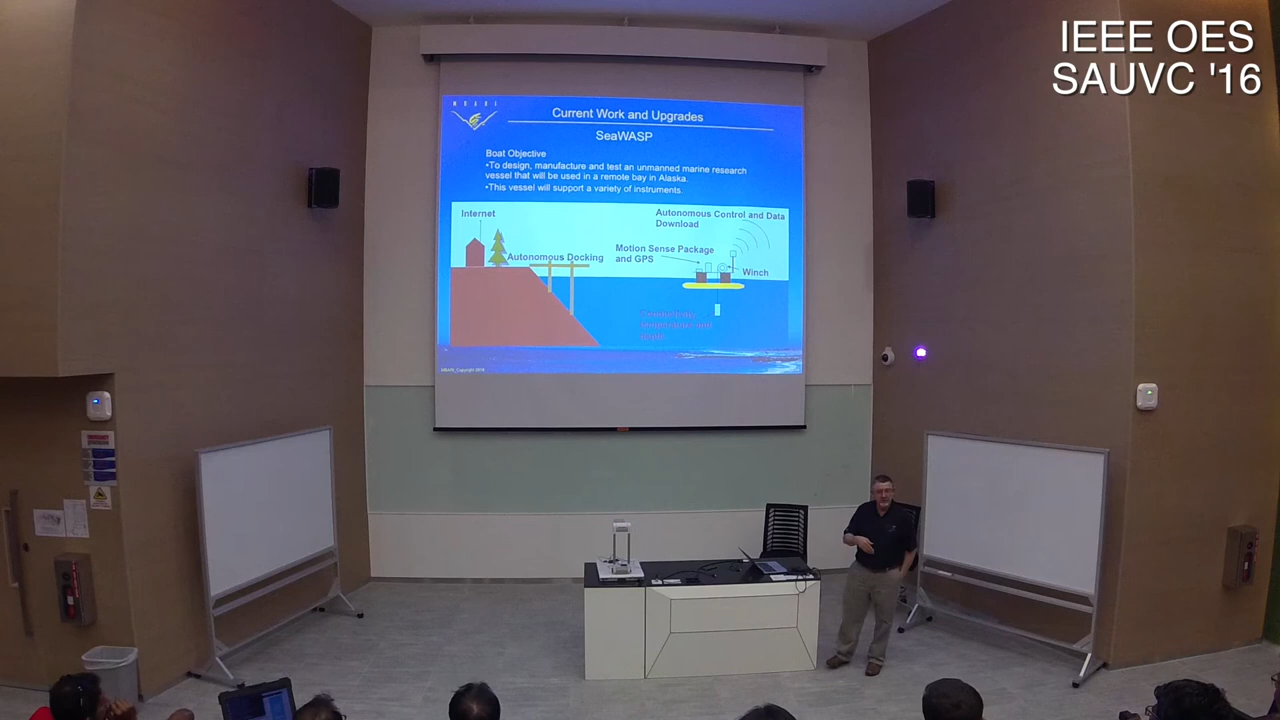 IEEE OES
SAUVC '16
Current Work and Upgrades
SeaWASP
Boat Objective
•To design, manufacture and test an unmanned marine research
vessel that will be used in a remote bay in Alaska.
•This vessel will support a variety of instruments.
Internet
Autonomous Control and Data
Download
Autonomous Docking
Motion Sense Package
and GPS
Winch